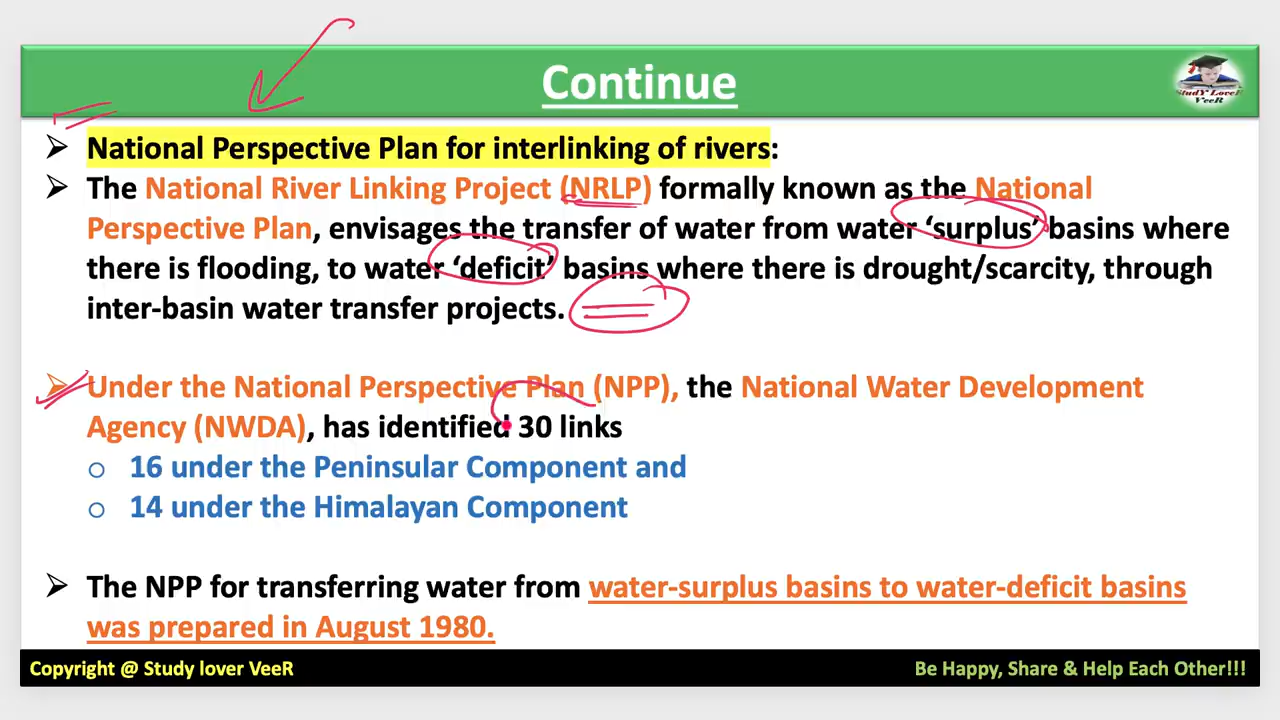 Continue
StudY LoveR
VeeR
National Perspective Plan for interlinking of rivers:
The National River Linking Project (NRLP) formally known as the National
Perspective Plan, envisages the transfer of water from water ‘surplus’ basins where
there is flooding, to water ‘deficit’ basins where there is drought/scarcity, through
inter-basin water transfer projects.
Under the National Perspective Plan (NPP), the National Water Development
Agency (NWDA), has identified 30 links
16 under the Peninsular Component and
14 under the Himalayan Component
The NPP for transferring water from water-surplus basins to water-deficit basins
was prepared in August 1980.
Copyright @ Study lover VeeR
Be Happy, Share & Help Each Other!!!